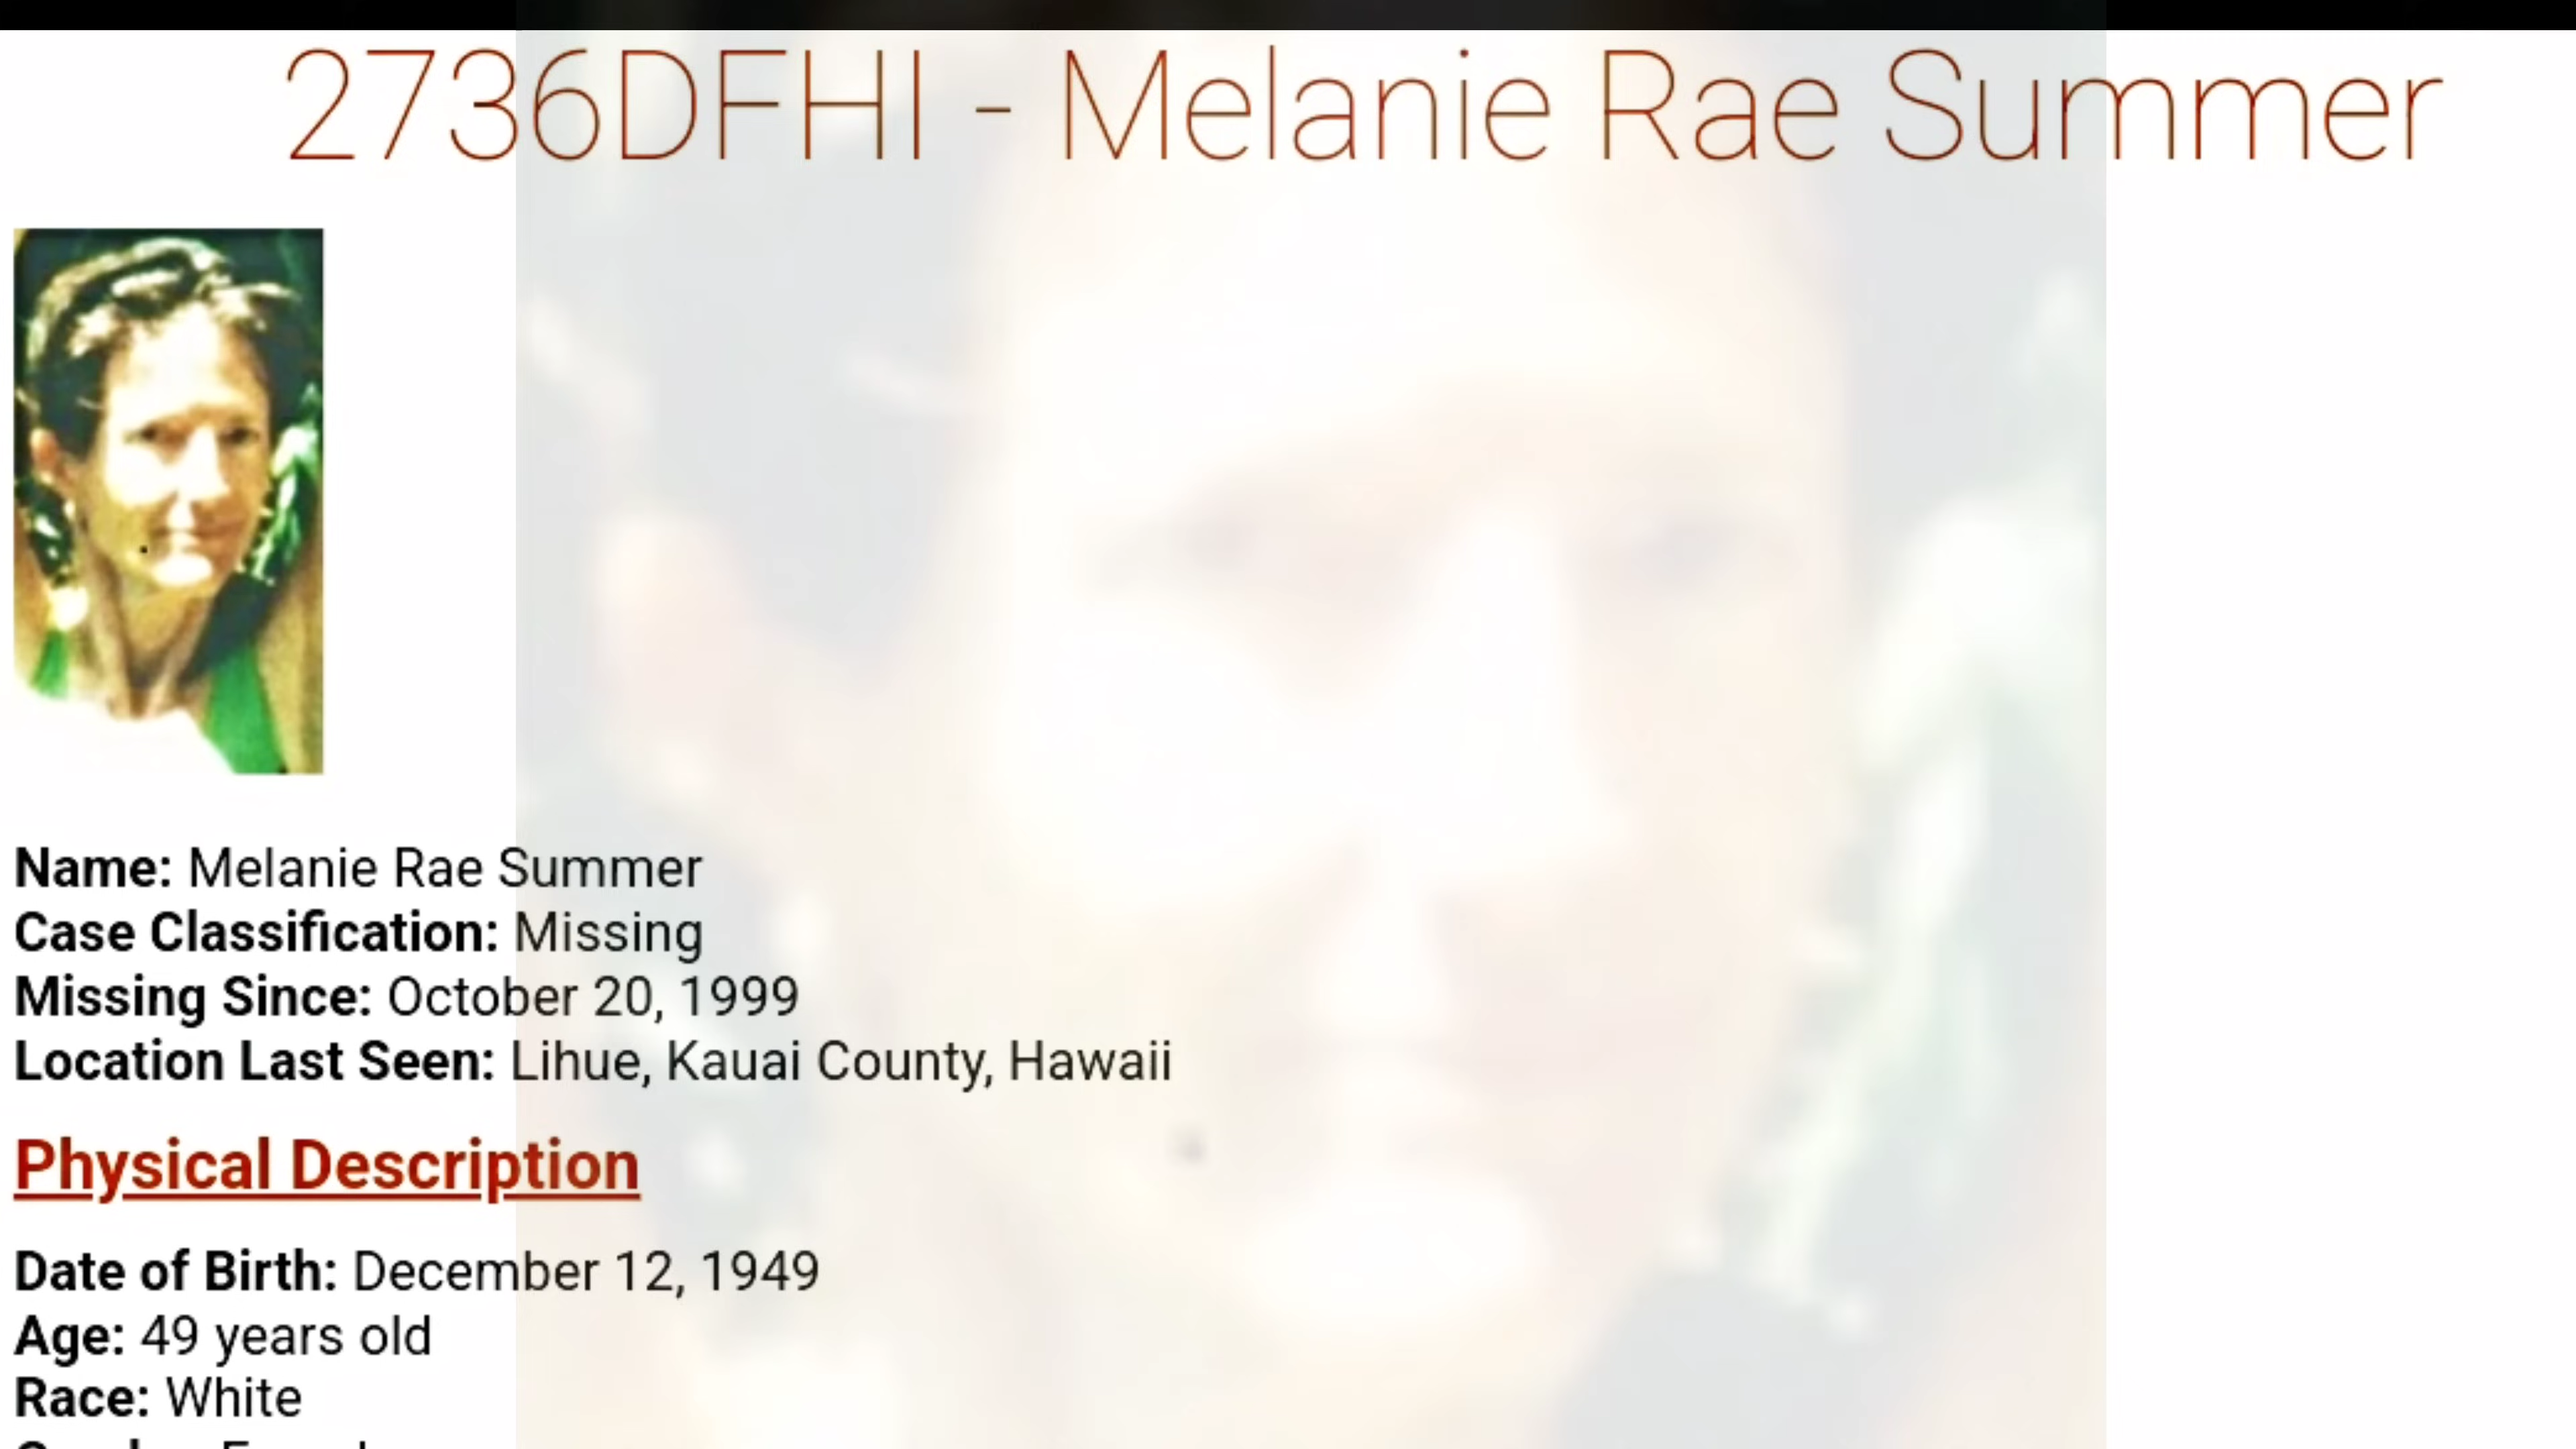 2736DFHI - Melanie Rae Summer
Name: Melanie Rae Summer
Case Classification: Missing
Missing Since: October 20, 1999
Location Last Seen: Lihue, Kauai County, Hawaii
Physical Description
Date of Birth: December 12, 1949
Age: 49 years old
Race: White